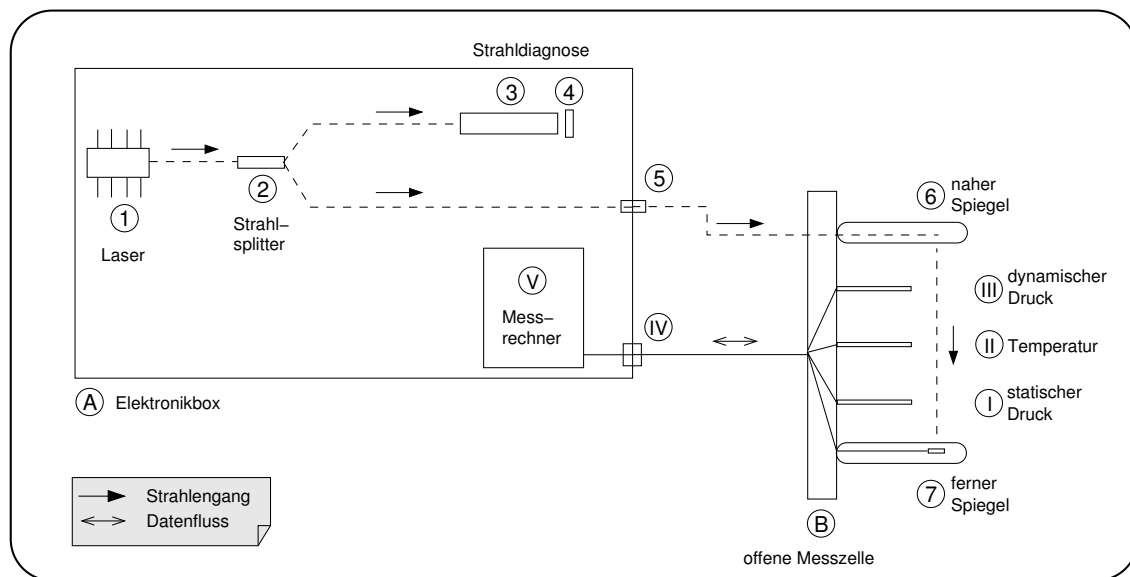 Strahldiagnose
3
4
1
Laser
2
Strahl–
splitter
5
6
naher
Spiegel
V
Mess–
rechner
IV
III
dynamischer
Druck
II
Temperatur
I
statischer
Druck
A
Elektronikbox
7
ferner
Spiegel
B
offene Messzelle
Strahlengang
Datenfluss